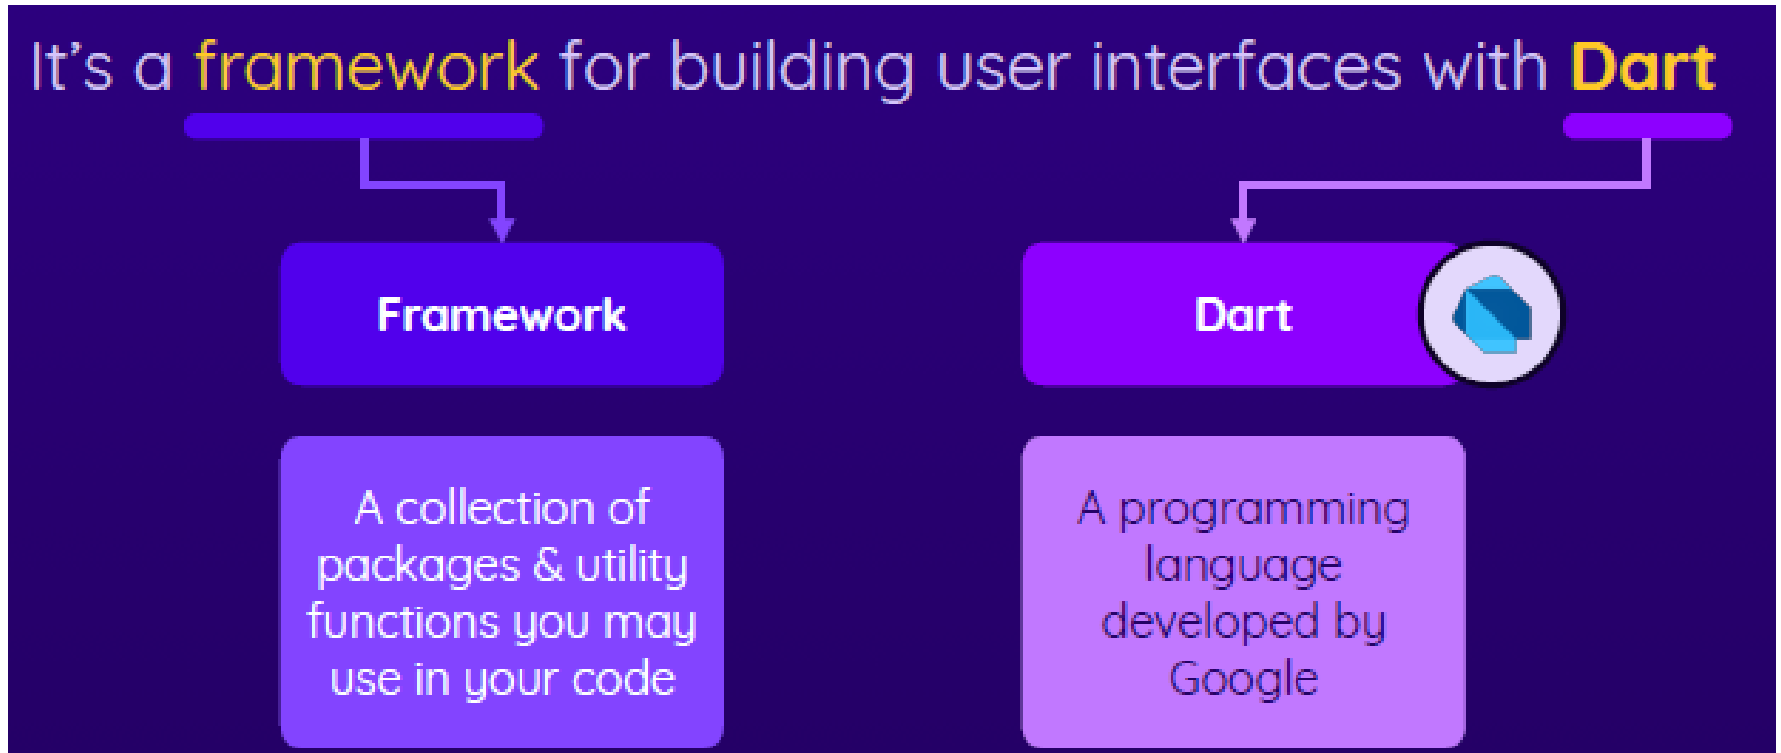 It's a framework for building user interfaces with Dart
Framework
A collection of
packages & utility
functions you may
use in your code
Dart
A programming
language
developed by
Google